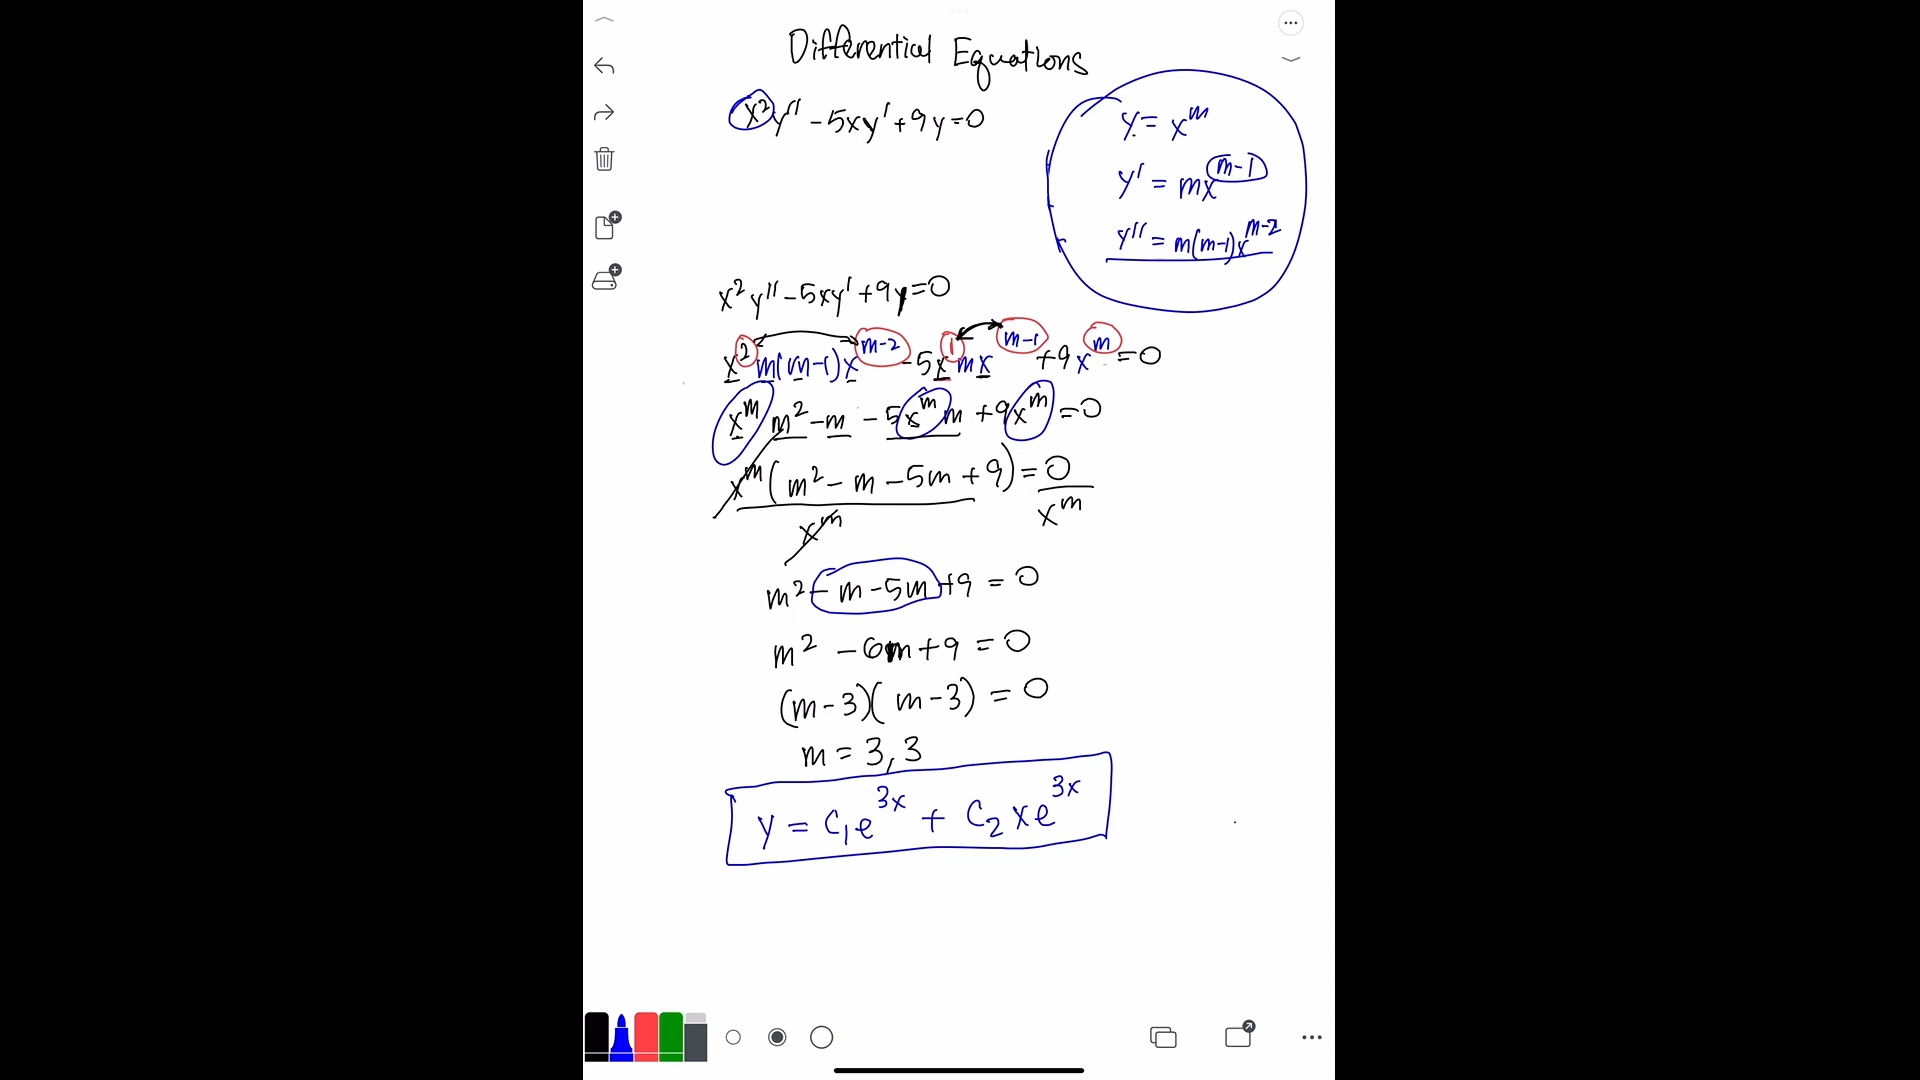 Differential Equations
x²y'' - 5xy' + 9y = 0
y = x^m
y' = mx^(m-1)
y'' = m(m-1)x^(m-2)
x²y'' - 5xy' + 9y = 0
x² m(m-1)x^(m-2) - 5x¹mx^(m-1) + 9x^m = 0
x^m m² - m - 5x^m m + 9x^m = 0
x^m(m² - m - 5m + 9) = 0
x^m x^m
m² - m - 5m + 9 = 0
m² - 6m + 9 = 0
(m - 3)(m - 3) = 0
m = 3, 3
y = C₁e^(3x) + C₂xe^(3x)